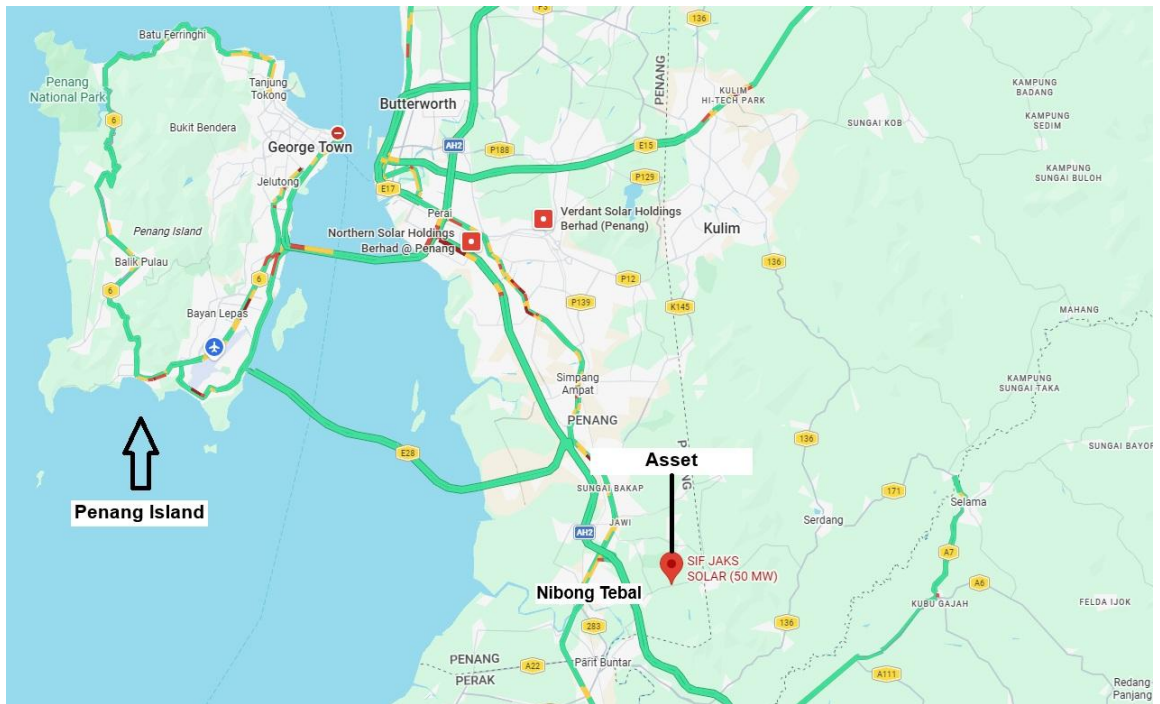 Batu Ferringhi
Penang
National Park
Tanjung
Tokong
6
Bukit Bendera
George Town
Jelutong
Penang Island
Balik Pulau
6
6
Bayan Lepas
Penang Island
P3
136
PENANG
KULIM
HI-TECH PARK
KAMPUNG
BADANG
KAMPUNG
SEDIM
SUNGAI KOB
KAMPUNG
SUNGAI BULOH
Butterworth
AH2
P188
E15
P129
E17
Perai
Verdant Solar Holdings
Berhad (Penang)
Northern Solar Holdings
Berhad @ Penang
Kulim
P12
136
P139
K145
MAHANG
Simpang
Ampat
PENANG
KAMPUNG
SUNGAI TAKA
136
SUNGAI BAYOR
E28
Asset
SUNGAI BAKAP
171
Selama
JAWI
Serdang
AH2
SIF JAKS
SOLAR (50 MW)
A7
A6
Nibong Tebal
KUBU GAJAH
FELDA IJOK
283
136
PENANG
PERAK
A22
Parit Buntar
A111
Redang
Panjang